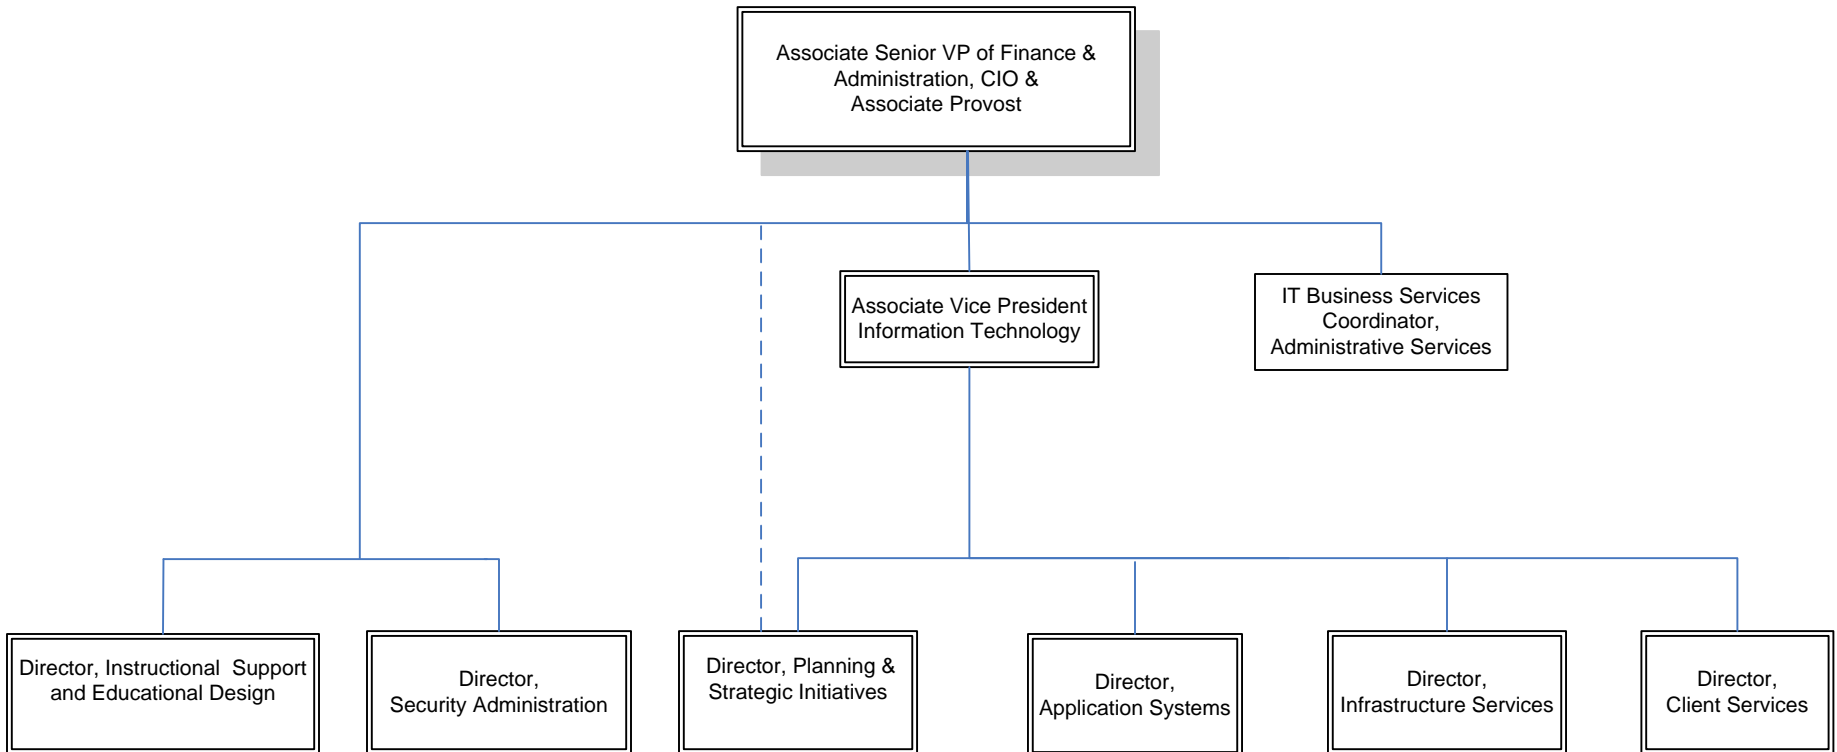 Associate Senior VP of Finance &
Administration, CIO &
Associate Provost
Associate Vice President
Information Technology
IT Business Services
Coordinator,
Administrative Services
Director, Instructional  Support
and Educational Design
Director,
Security Administration
Director, Planning &
Strategic Initiatives
Director,
Application Systems
Director,
Infrastructure Services
Director,
Client Services